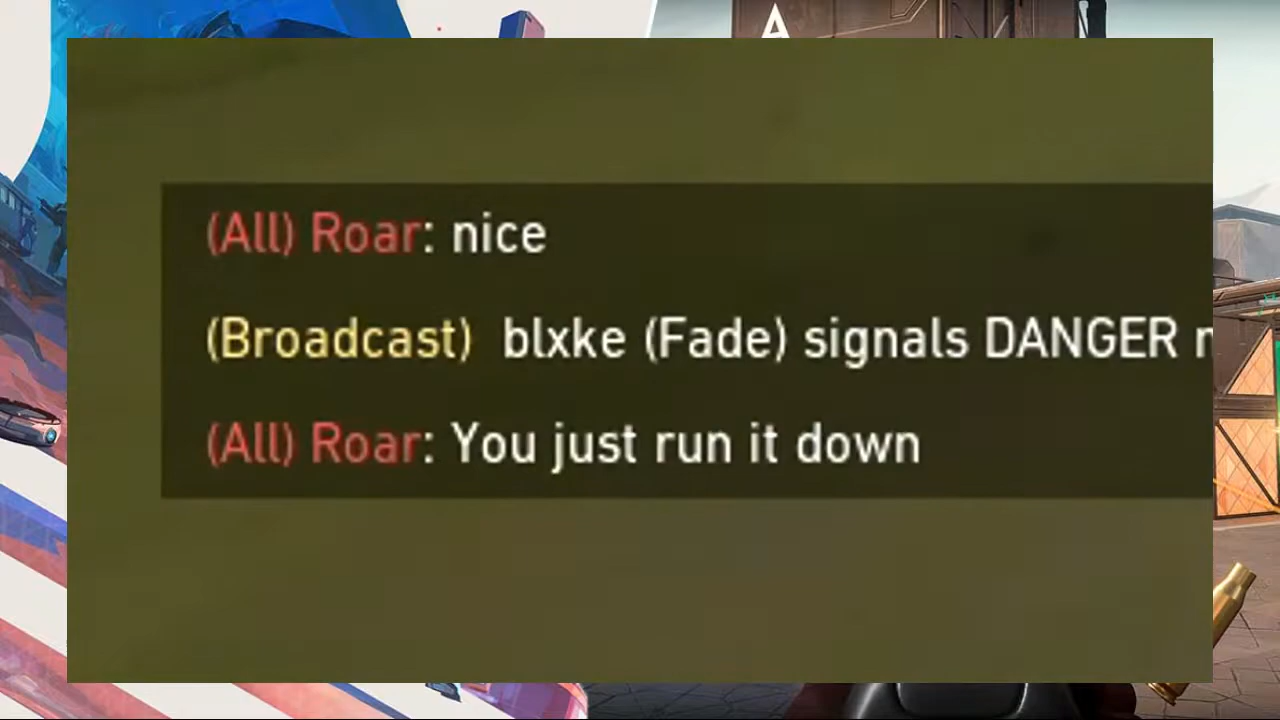 A
(All) Roar: nice
(Broadcast) blxke (Fade) signals DANGER
(All) Roar: You just run it down